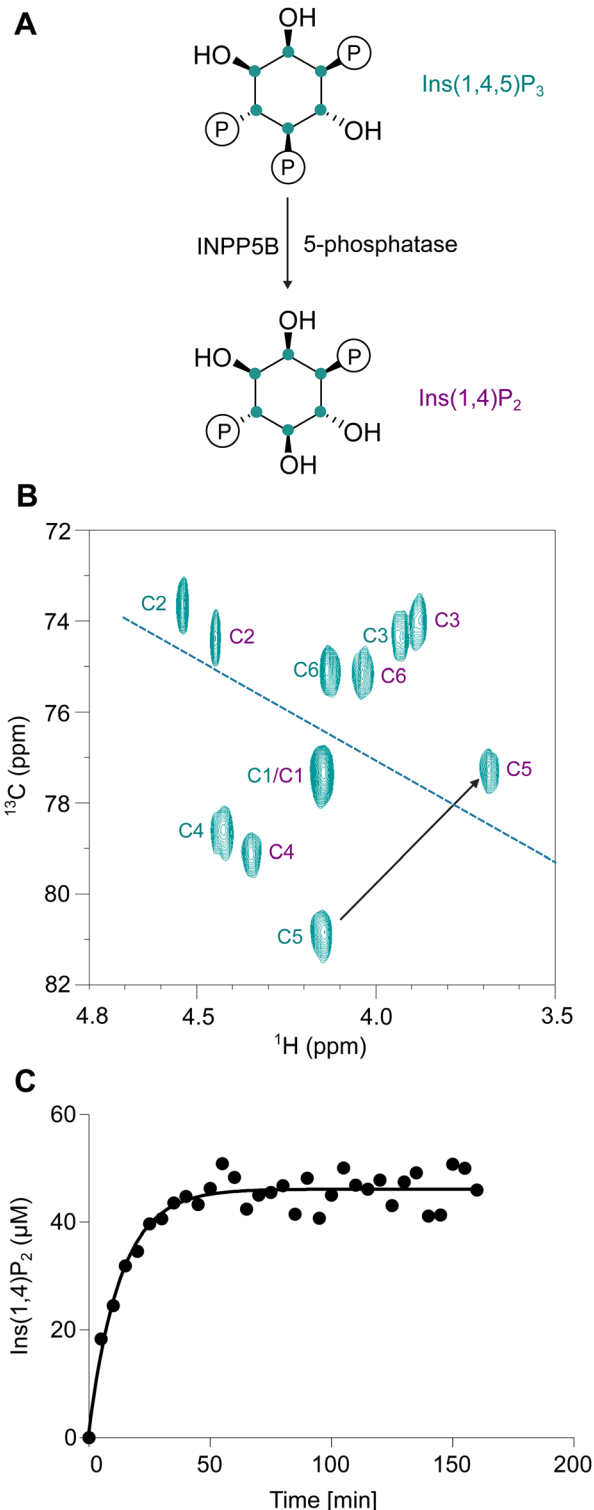 A
OH
HO
P
Ins(1,4,5)P3
P
OH
P
INPP5B
5-phosphatase
OH
HO
P
Ins(1,4)P2
P
OH
OH
B
72
C2
C2
C3
C3
74
C6
C6
76
C1/C1
C5
78
C4
C4
80
C5
82
13C (ppm)
4.8
4.5
4.0
3.5
1H (ppm)
C
60
40
20
0
Ins(1,4)P2 (µM)
0
50
100
150
200
Time [min]